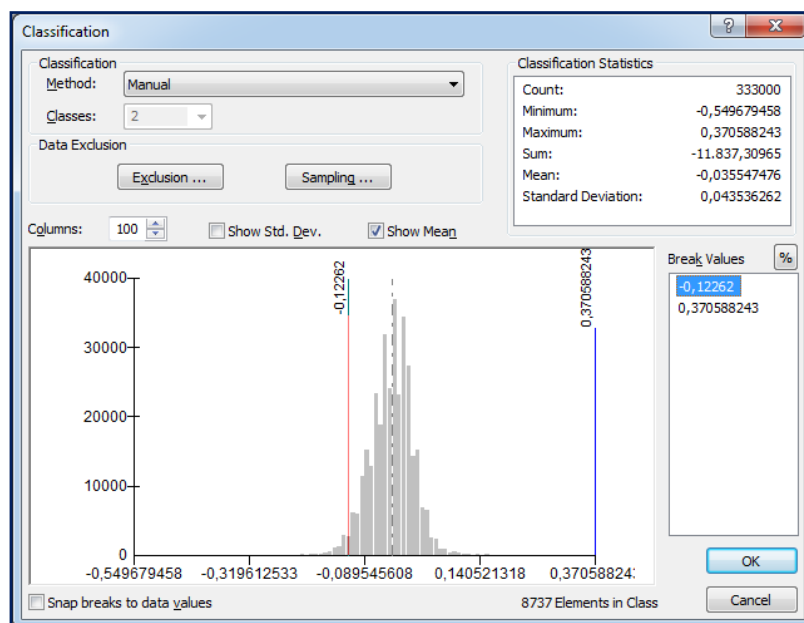 Classification
Classification
Method: Manual
Classes: 2
Data Exclusion
Exclusion ...
Sampling ...
Classification Statistics
Count: 333000
Minimum: -0,549679458
Maximum: 0,370588243
Sum: -11.837,30965
Mean: -0,035547476
Standard Deviation: 0,043536262
Columns: 100
Show Std. Dev.
Show Mean
Break Values
%
-0,12262
0,370588243
-0,12262
0,370588243
40000
30000
20000
10000
0
-0,549679458 -0,319612533 -0,089545608 0,140521318 0,37058824:
OK
Snap breaks to data values
8737 Elements in Class
Cancel